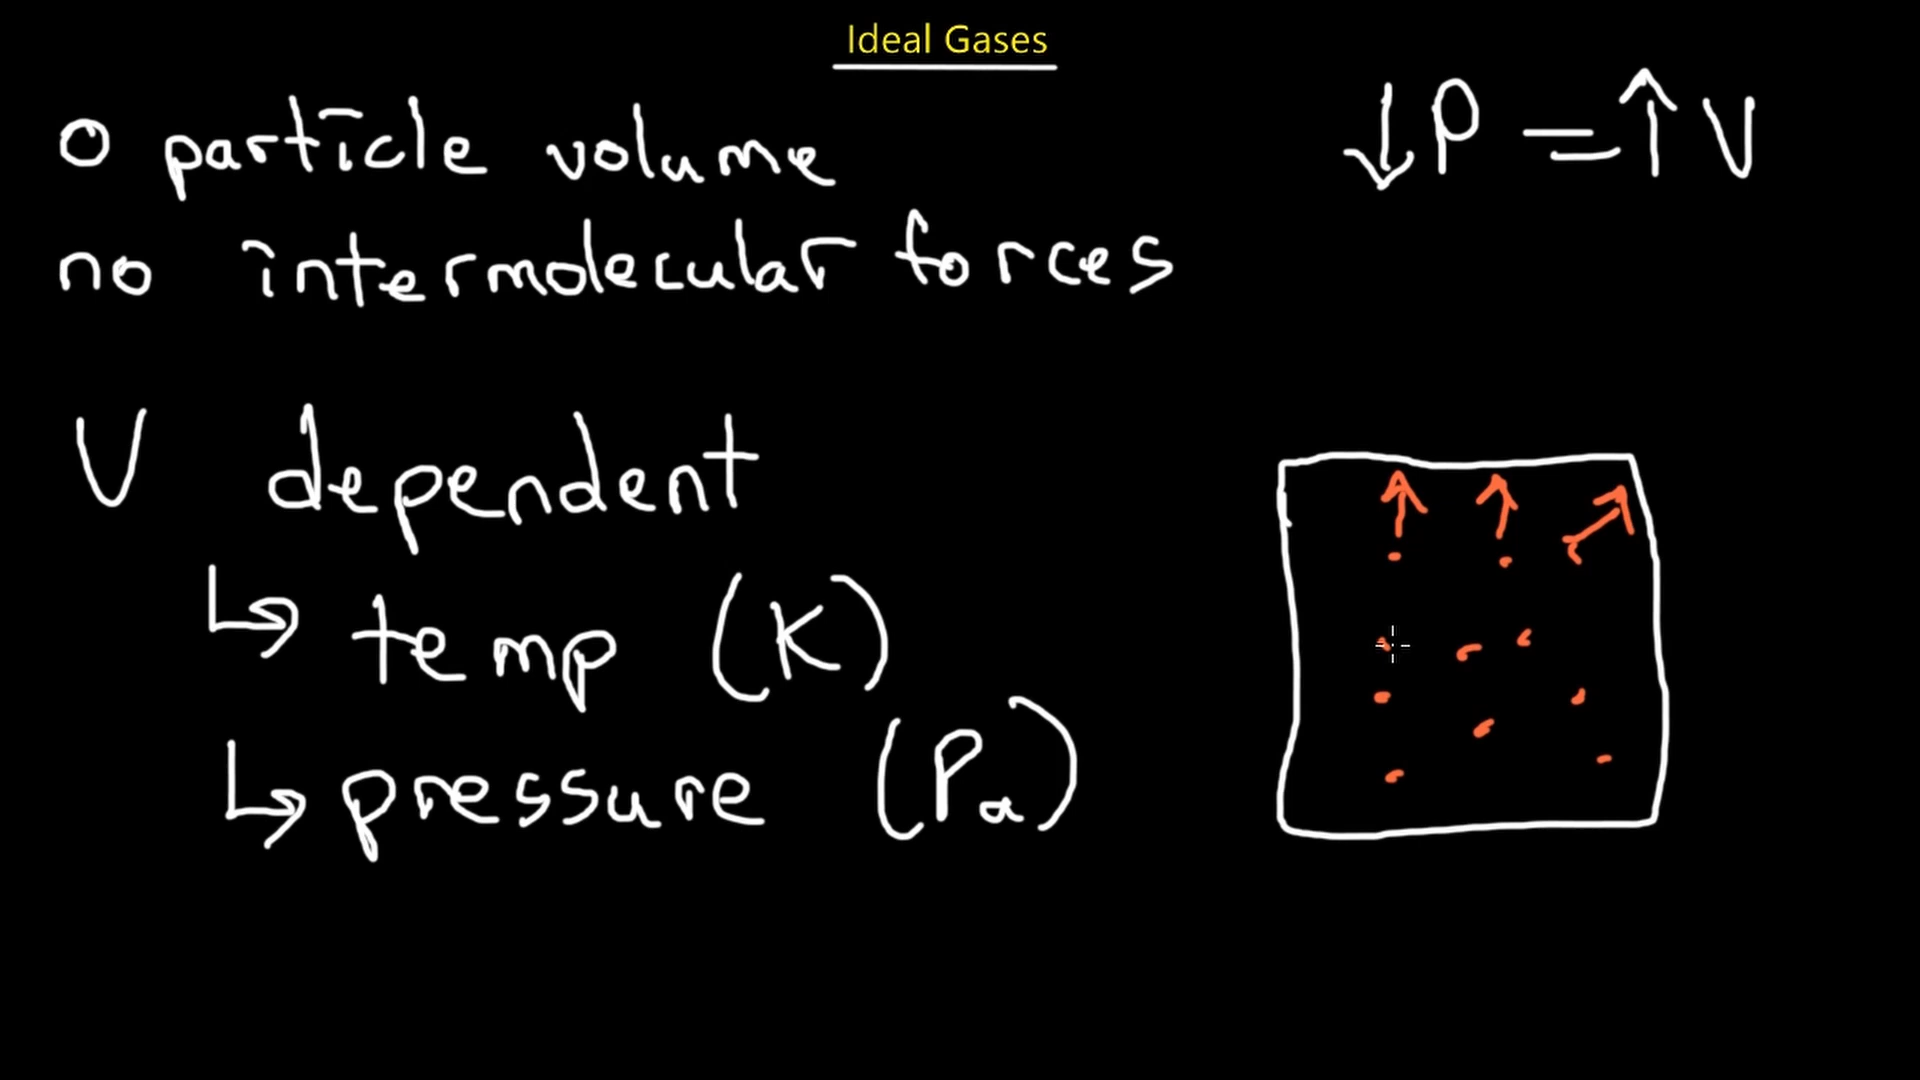 Ideal Gases
0 particle volume
↓P = ↑V
no intermolecular forces
V dependent
↳ temp (K)
↳ pressure (Pa)